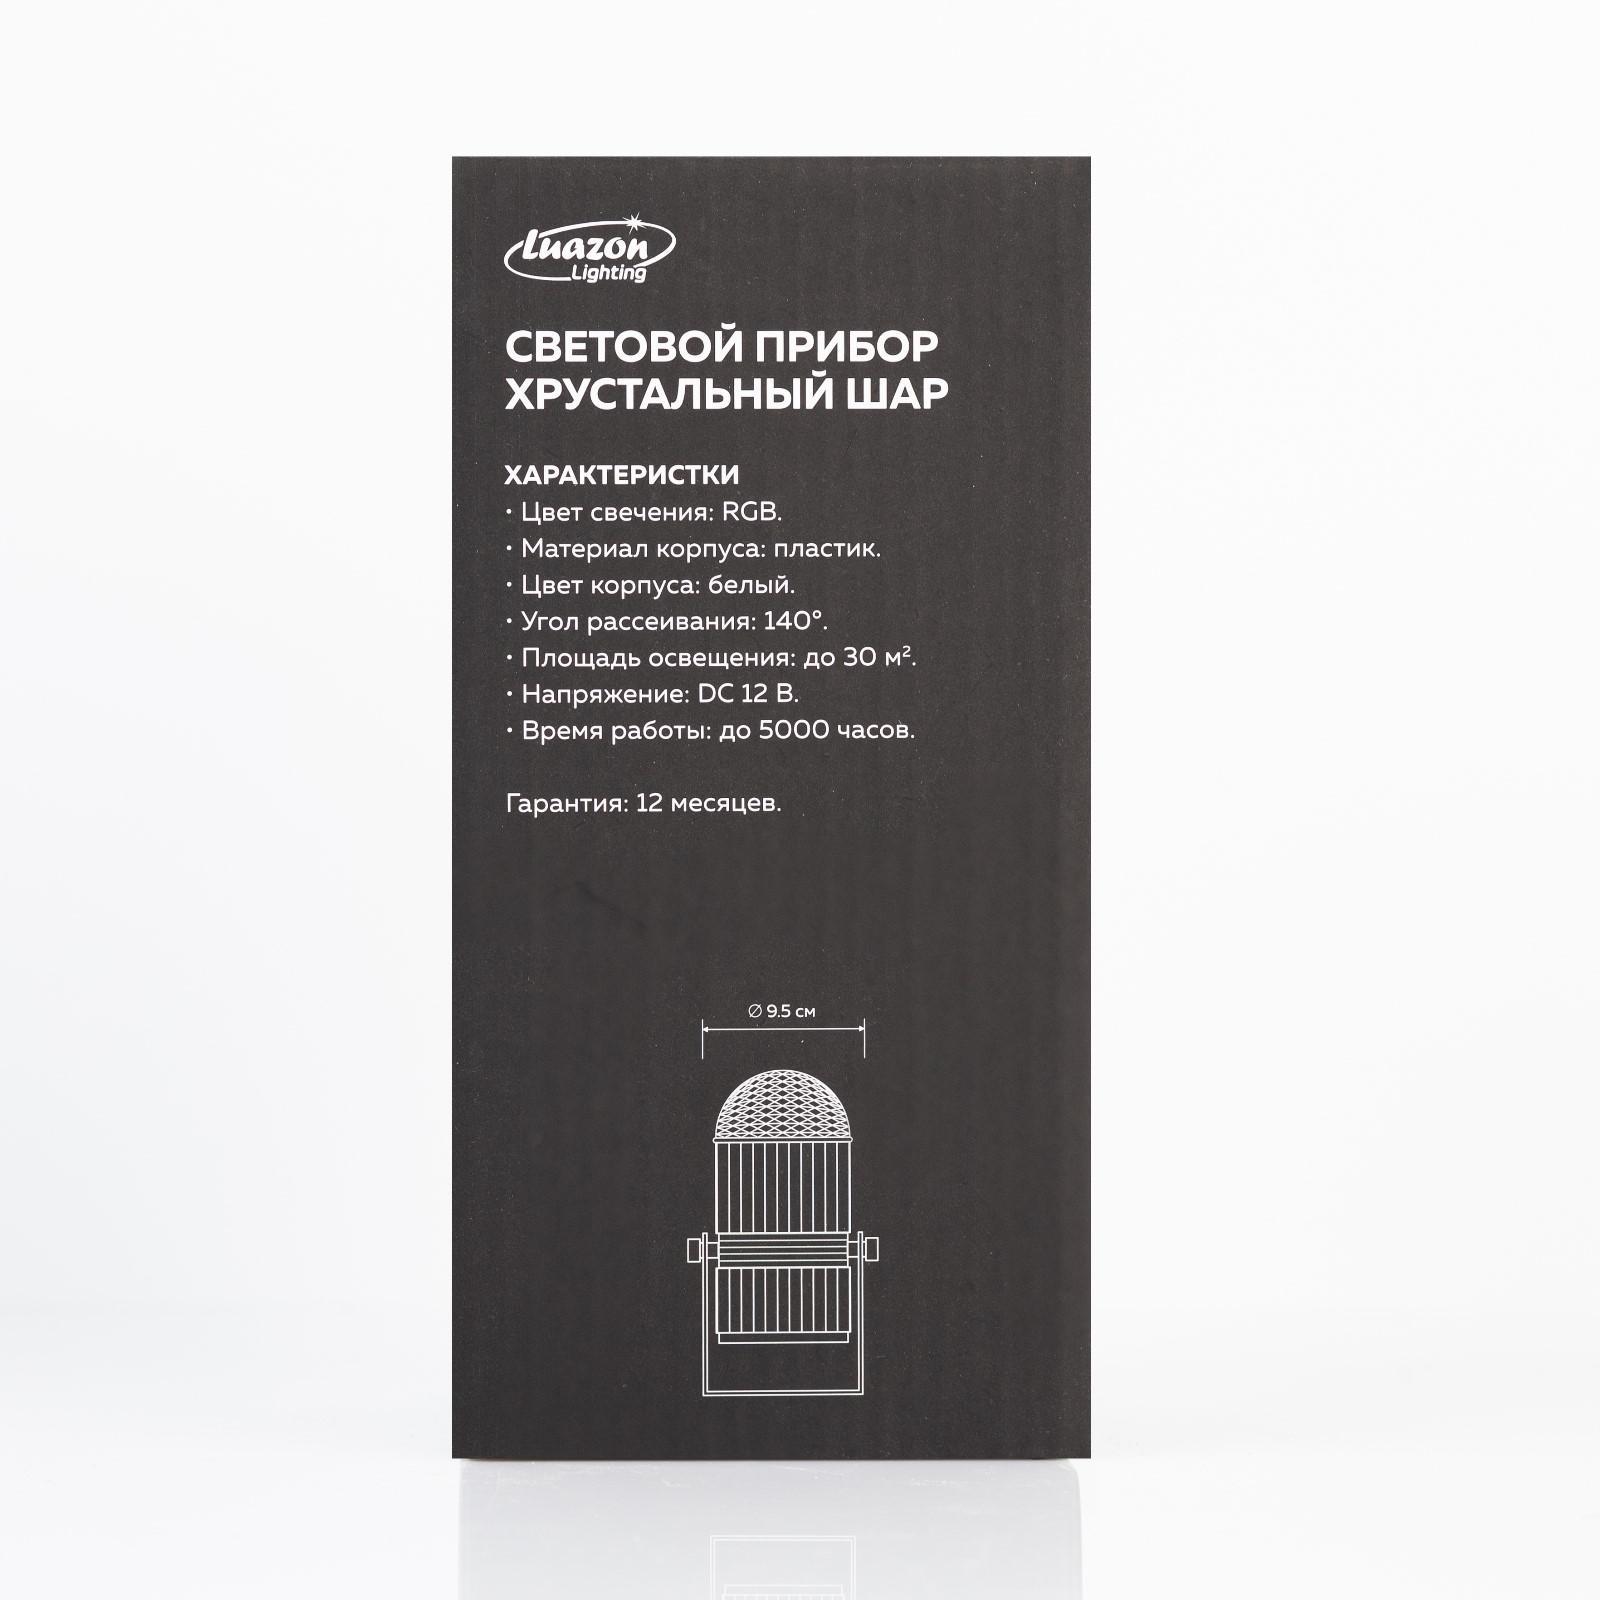 Luazon
Lighting
СВЕТОВОЙ ПРИБОР
ХРУСТАЛЬНЫЙ ШАР
ХАРАКТЕРИСТКИ
• Цвет свечения: RGB.
• Материал корпуса: пластик.
• Цвет корпуса: белый.
• Угол рассеивания: 140°.
• Площадь освещения: до 30 м².
• Напряжение: DC 12 В.
• Время работы: до 5000 часов.
Гарантия: 12 месяцев.
∅ 9.5 см